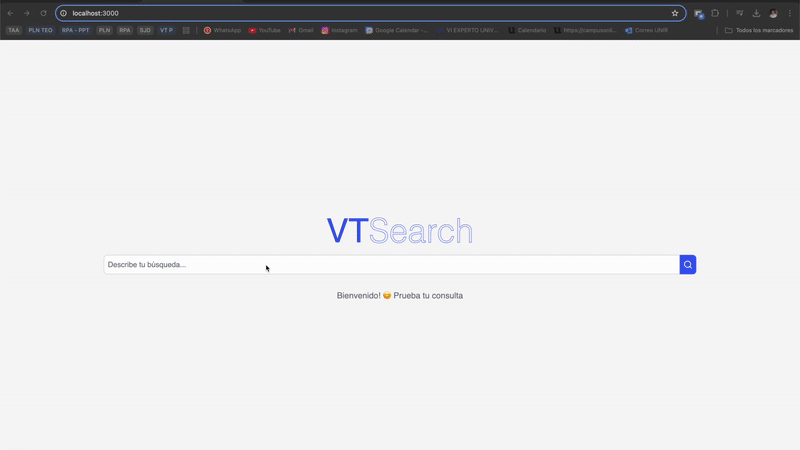 localhost:3000
TAA PLN TEO RPA - PPT PLN RPA SJD VT P WhatsApp YouTube Gmail Instagram Google Calendar -... VI EXPERTO UNIV... Calendario https://campusonl... Correo UNIR Todos los marcadores
VTSearch
Describe tu búsqueda...
Bienvenido! 😊 Prueba tu consulta